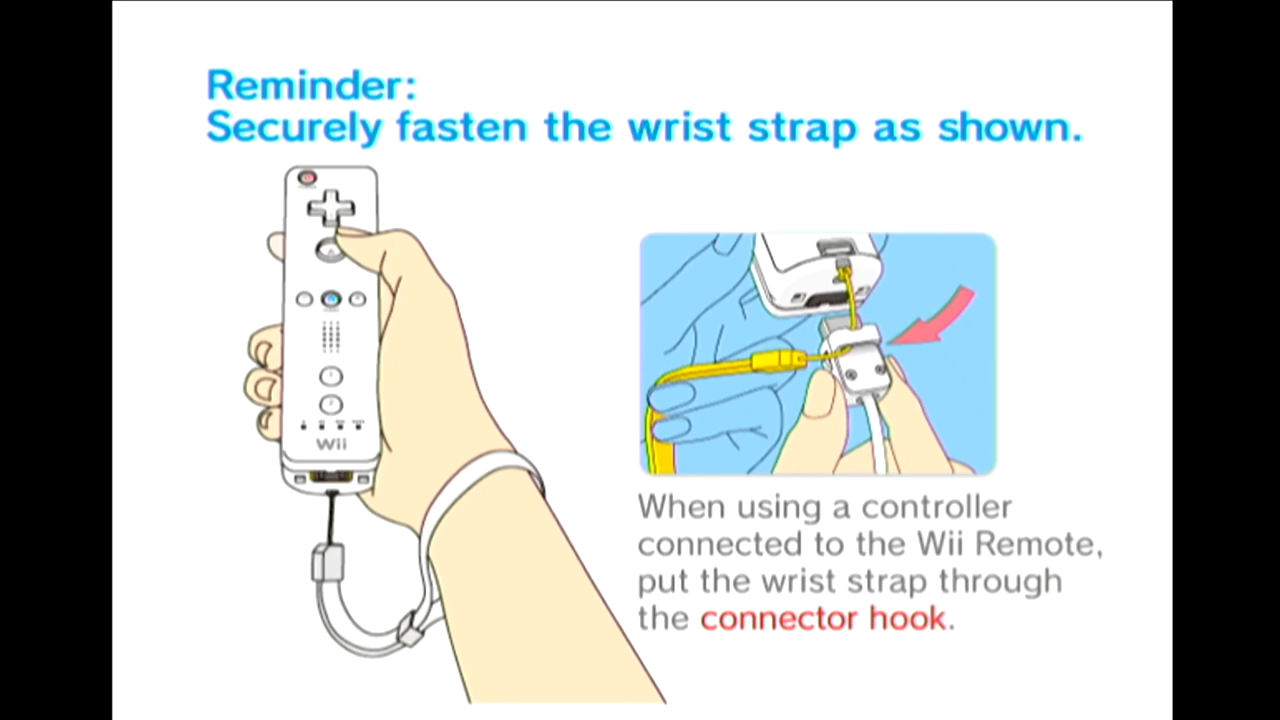 Reminder:
Securely fasten the wrist strap as shown.
Wii
When using a controller
connected to the Wii Remote,
put the wrist strap through
the connector hook.